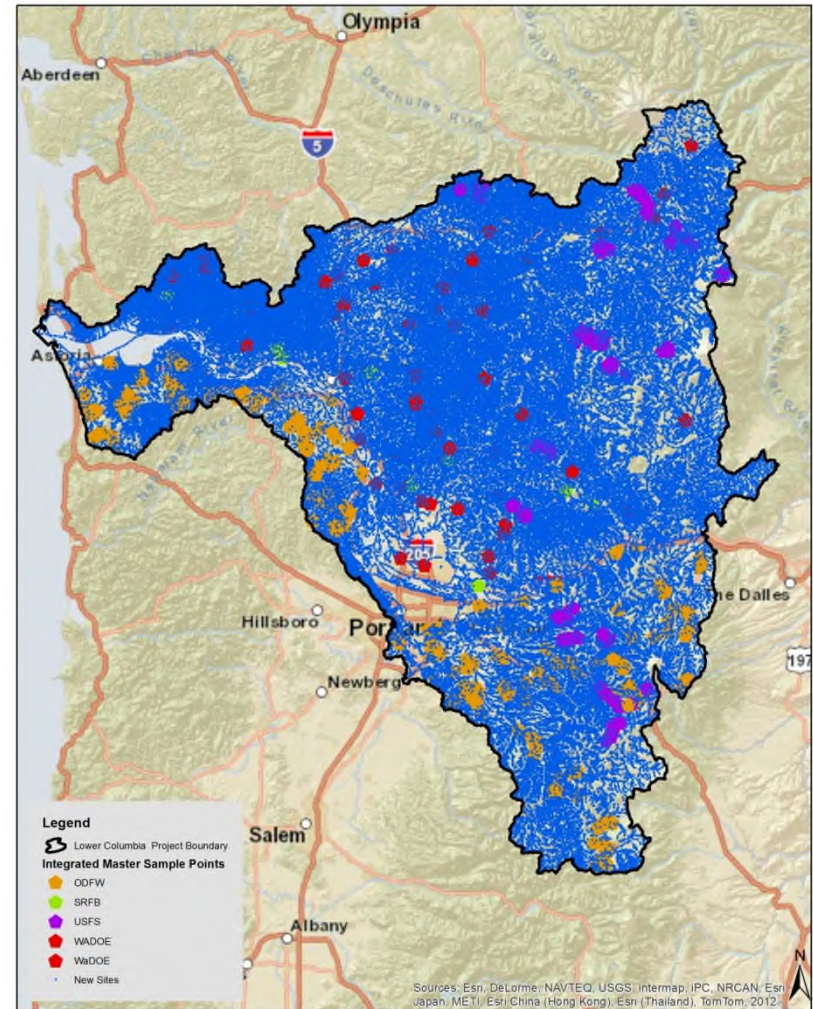 Olympia
Aberdeen
Chehalis River
Deschutes River
5
Astoria
Nehalem River
205
The Dalles
Hillsboro
Portland
197
Newberg
Legend
Lower Columbia Project Boundary
Integrated Master Sample Points
ODFW
SRFB
USFS
WADOE
WaDOE
New Sites
Salem
Albany
N
Sources: Esri, DeLorme, NAVTEQ, USGS, Intermap, iPC, NRCAN, Esri
Japan, METI, Esri China (Hong Kong), Esri (Thailand), TomTom, 2012